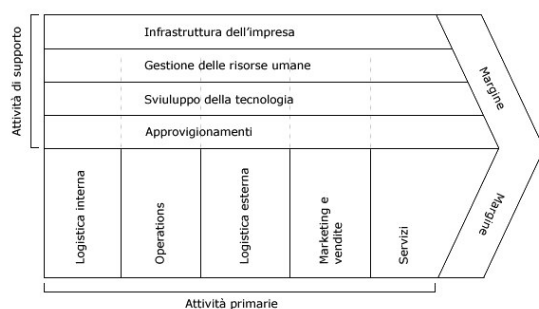 Attività di supporto
Infrastruttura dell'impresa
Gestione delle risorse umane
Sviluppo della tecnologia
Approvigionamenti
Margine
Logistica interna
Operations
Logistica esterna
Marketing e
vendite
Servizi
Margine
Attività primarie